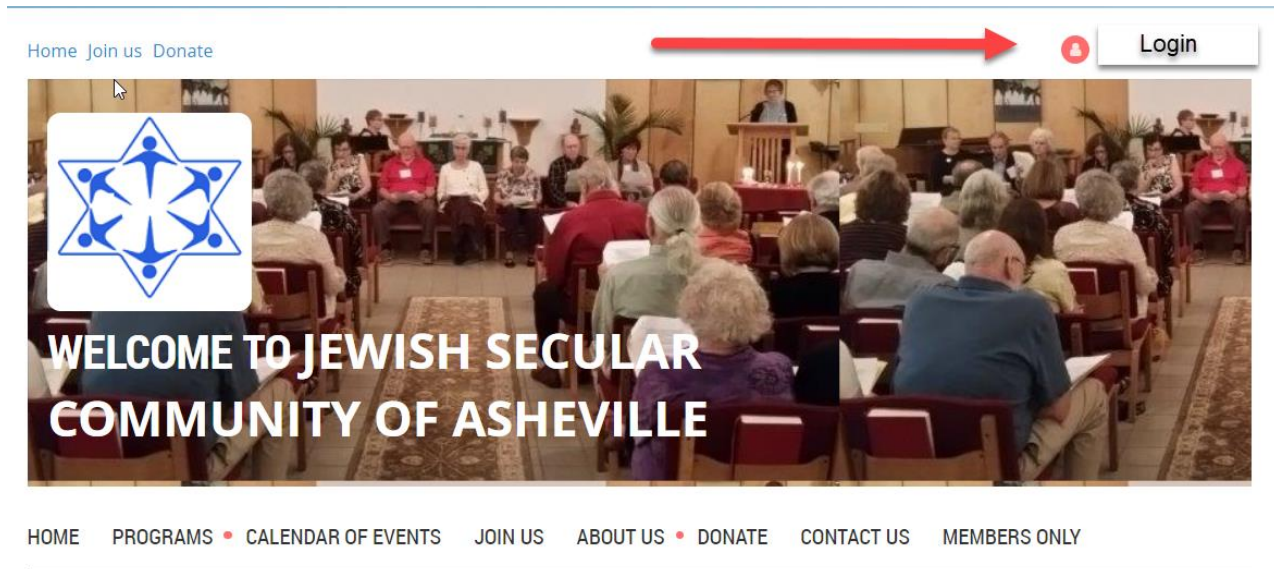 Home Join us Donate
Login
WELCOME TO JEWISH SECULAR
COMMUNITY OF ASHEVILLE
HOME PROGRAMS CALENDAR OF EVENTS JOIN US ABOUT US DONATE CONTACT US MEMBERS ONLY